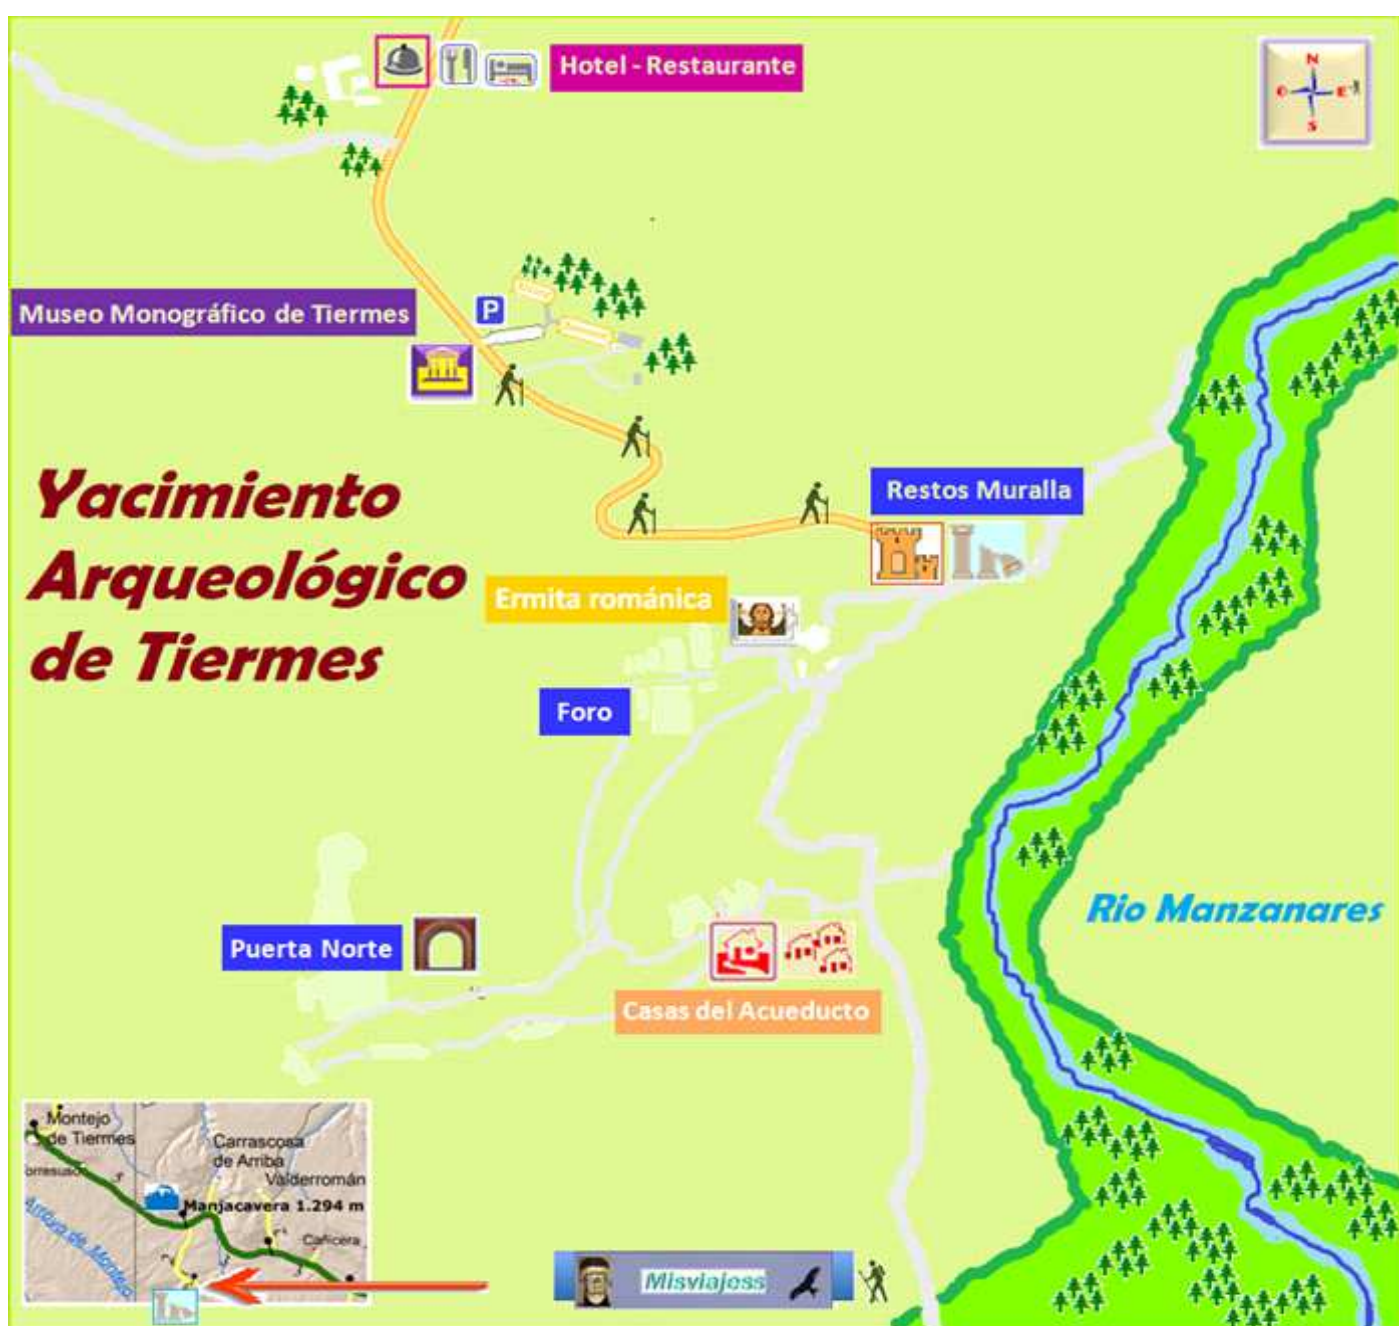 Hotel - Restaurante
N
O E
S
Museo Monográfico de Tiermes
P
Yacimiento
Arqueológico
de Tiermes
Restos Muralla
Ermita románica
Foro
Rio Manzanares
Puerta Norte
Casas del Acueducto
Montejo
de Tiermes
Carrascosa
de Arriba
Valderromán
Manjacavera 1.294 m
Cañicera
Misviajess